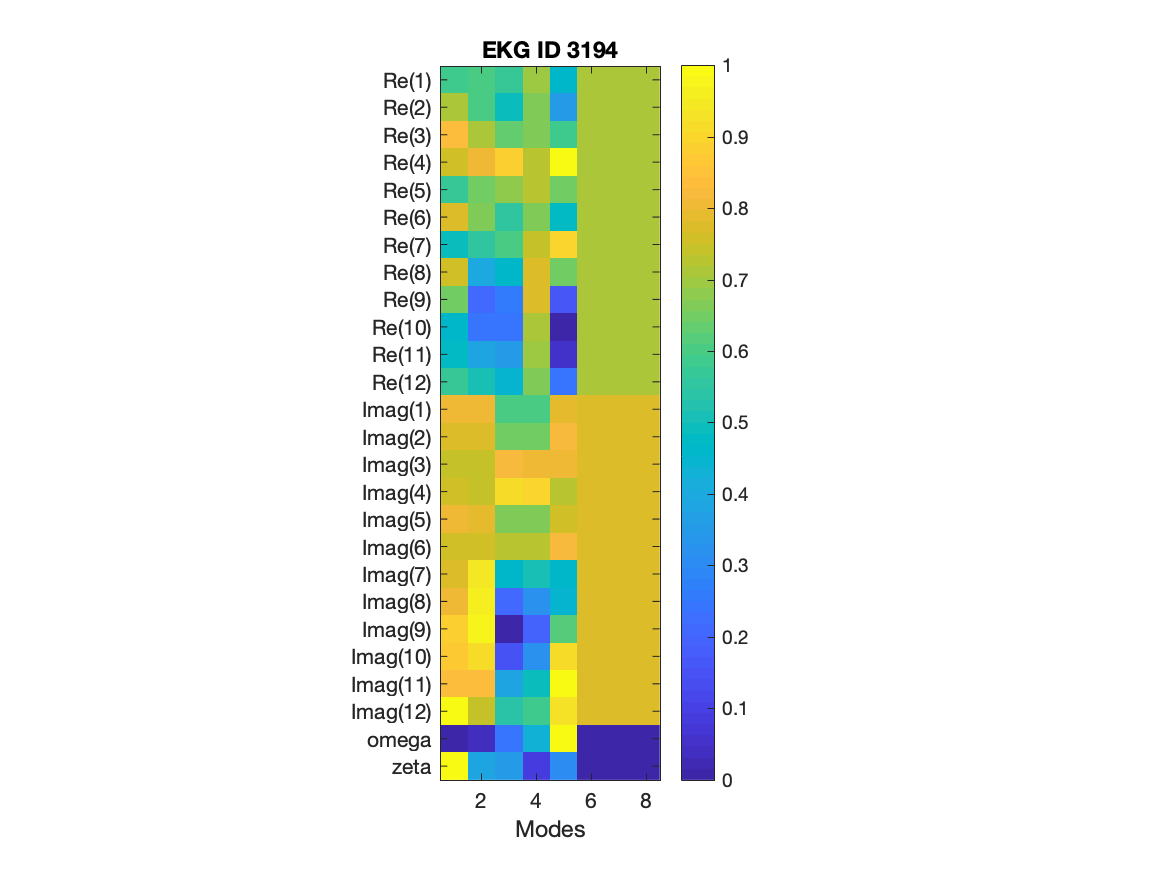 EKG ID 3194
Re(1)
Re(2)
Re(3)
Re(4)
Re(5)
Re(6)
Re(7)
Re(8)
Re(9)
Re(10)
Re(11)
Re(12)
Imag(1)
Imag(2)
Imag(3)
Imag(4)
Imag(5)
Imag(6)
Imag(7)
Imag(8)
Imag(9)
Imag(10)
Imag(11)
Imag(12)
omega
zeta
2 4 6 8
Modes
1
0.9
0.8
0.7
0.6
0.5
0.4
0.3
0.2
0.1
0